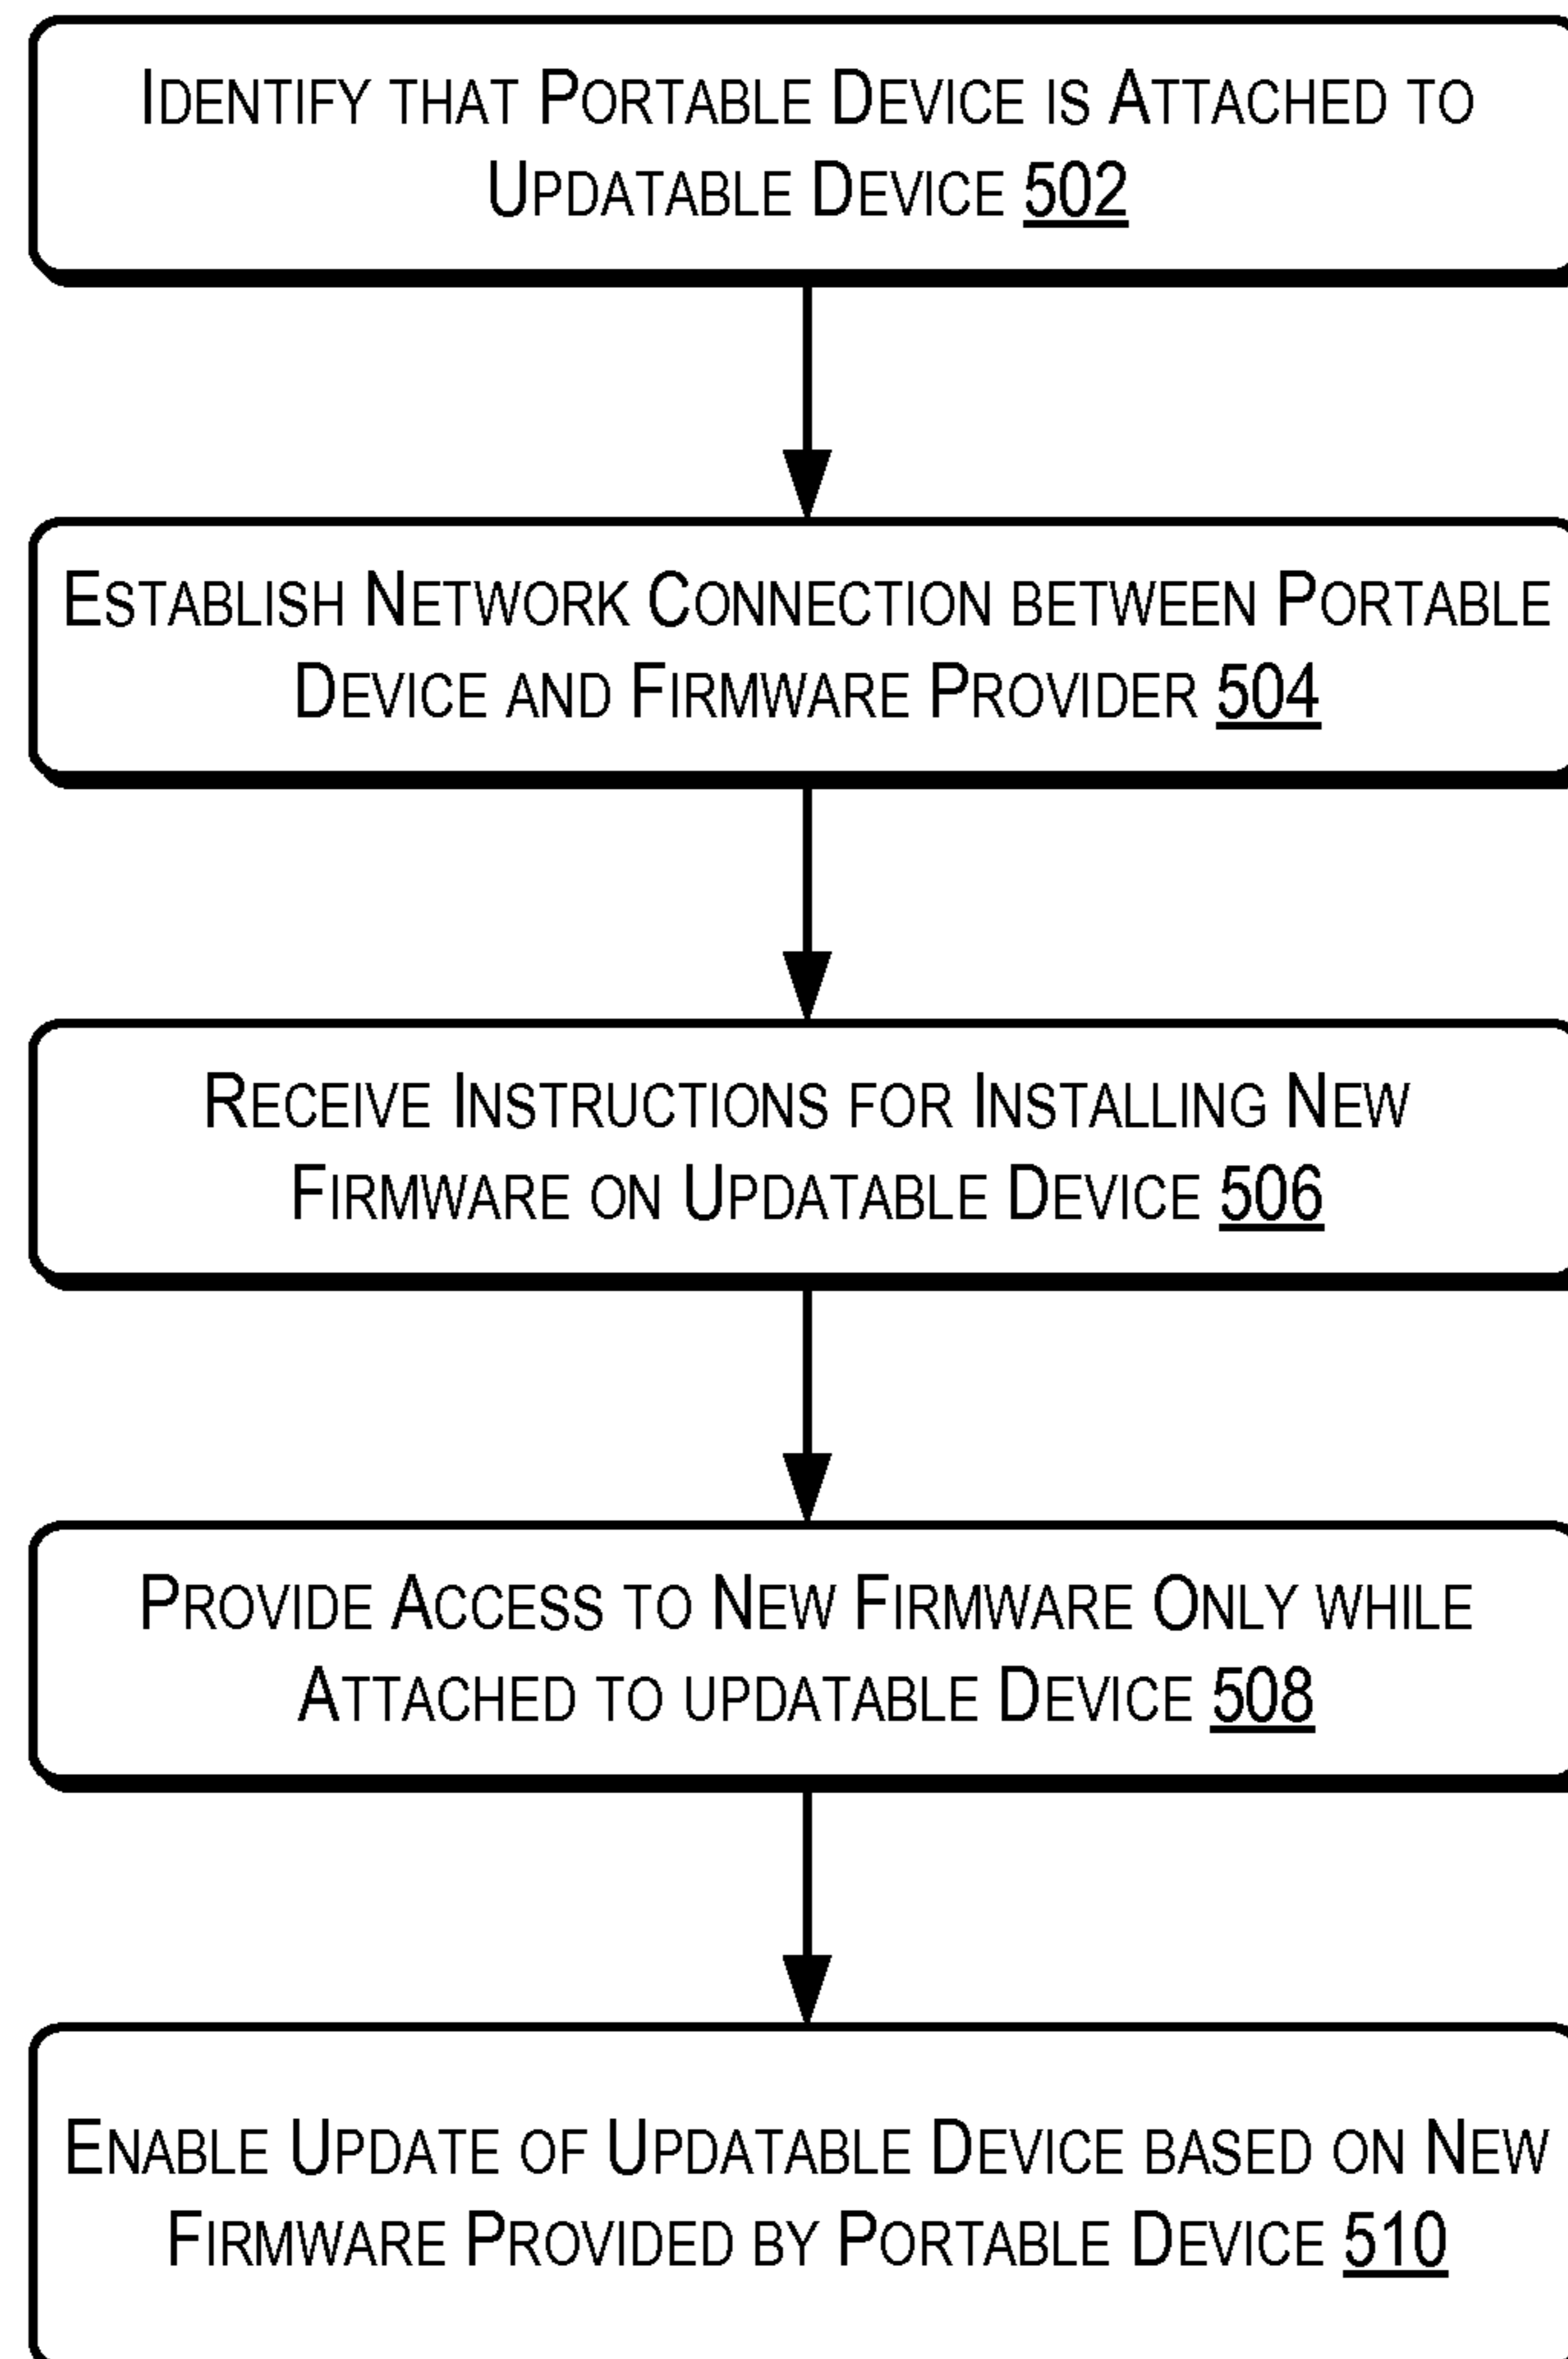 Identify that Portable Device is Attached to
Updatable Device 502
Establish Network Connection between Portable
Device and Firmware Provider 504
Receive Instructions for Installing New
Firmware on Updatable Device 506
Provide Access to New Firmware Only while
Attached to updatable Device 508
Enable Update of Updatable Device based on New
Firmware Provided by Portable Device 510